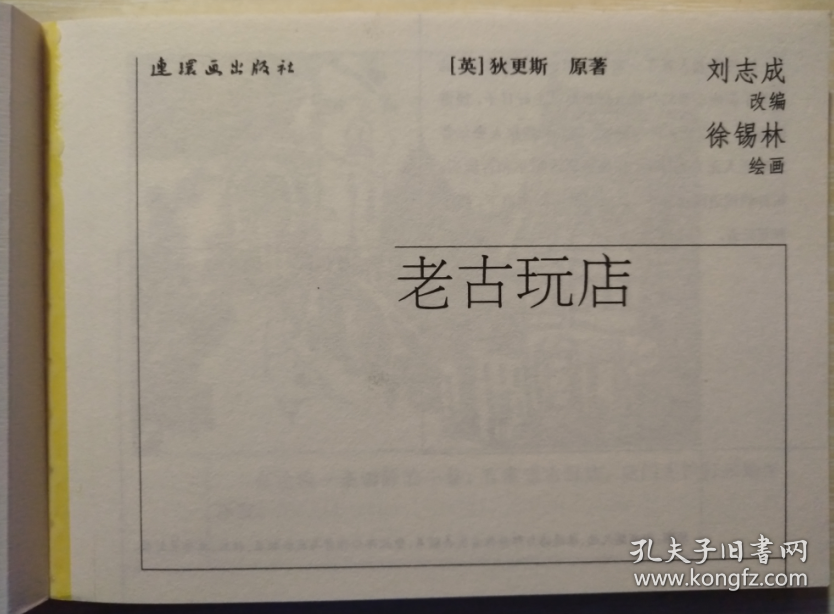 连环画出版社
[英]狄更斯 原著
刘志成
改编
徐锡林
绘画
老古玩店
孔夫子旧书网
www.kongfz.com